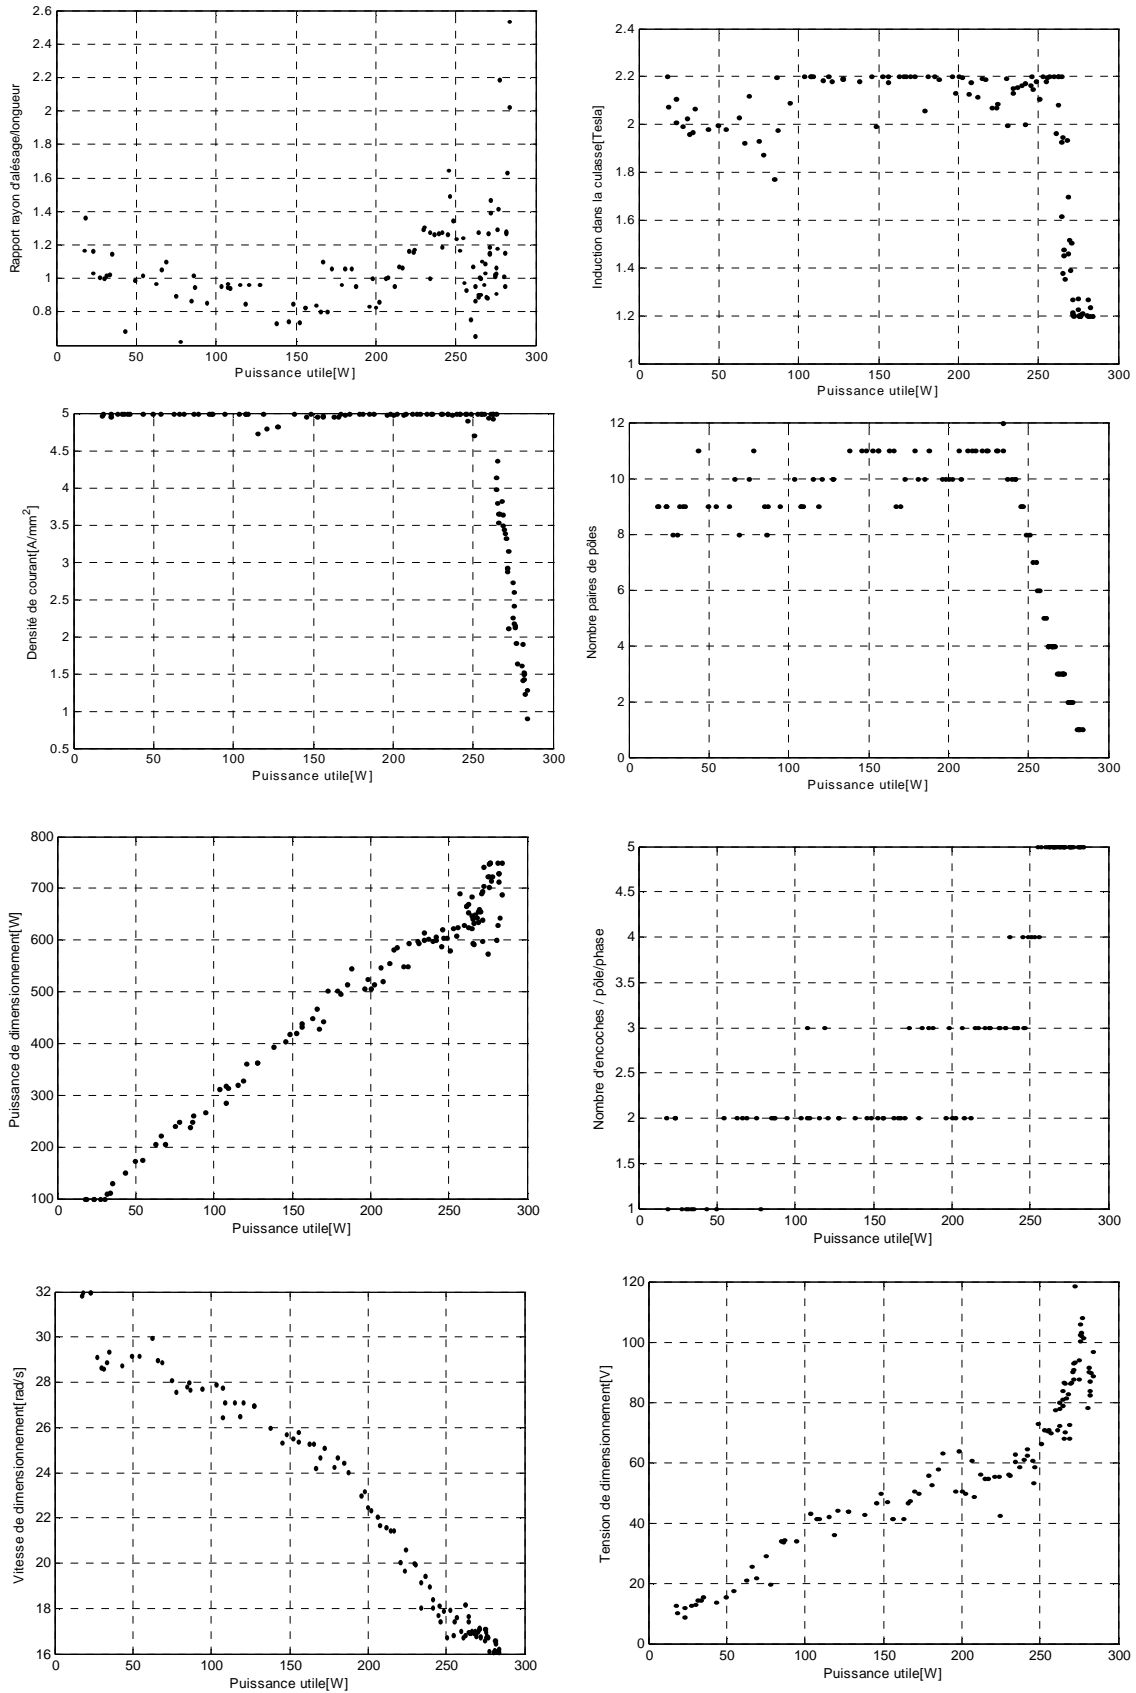 2.6
2.4
2.2
2
1.8
1.6
1.4
1.2
1
0.8
0 50 100 150 200 250 300
Rapport rayon d'alésage/longueur
Puissance utile[W]
2.4
2.2
2
1.8
1.6
1.4
1.2
1
0 50 100 150 200 250 300
Induction dans la culasse[Tesla]
Puissance utile[W]
5
4.5
4
3.5
3
2.5
2
1.5
1
0.5
0 50 100 150 200 250 300
Densité de courant[A/mm²]
Puissance utile[W]
12
10
8
6
4
2
0
0 50 100 150 200 250 300
Nombre paires de pôles
Puissance utile[W]
800
700
600
500
400
300
200
100
0 50 100 150 200 250 300
Puissance de dimensionnement[W]
Puissance utile[W]
5
4.5
4
3.5
3
2.5
2
1.5
1
0 50 100 150 200 250 300
Nombre d'encoches / pôle/phase
Puissance utile[W]
32
30
28
26
24
22
20
18
16
0 50 100 150 200 250 300
Vitesse de dimensionnement[rad/s]
Puissance utile[W]
120
100
80
60
40
20
0
0 50 100 150 200 250 300
Tension de dimensionnement[V]
Puissance utile[W]